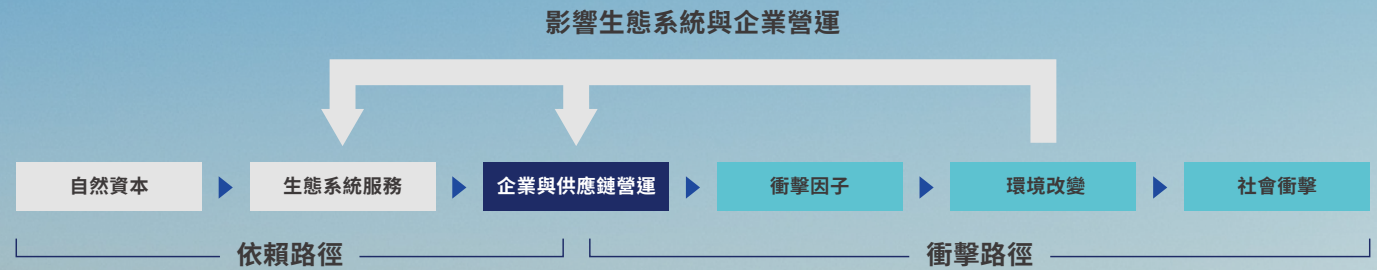 影響生態系統與企業營運
自然資本
生態系統服務
企業與供應鏈營運
衝擊因子
環境改變
社會衝擊
依賴路徑
衝擊路徑